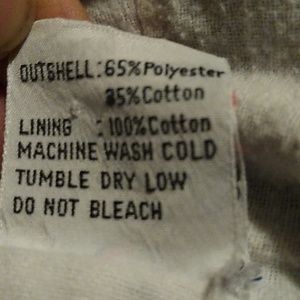 OUTSHELL:65%Polyester
35%Cotton
LINING :100%Cotton
MACHINE WASH COLD
TUMBLE DRY LOW
DO NOT BLEACH